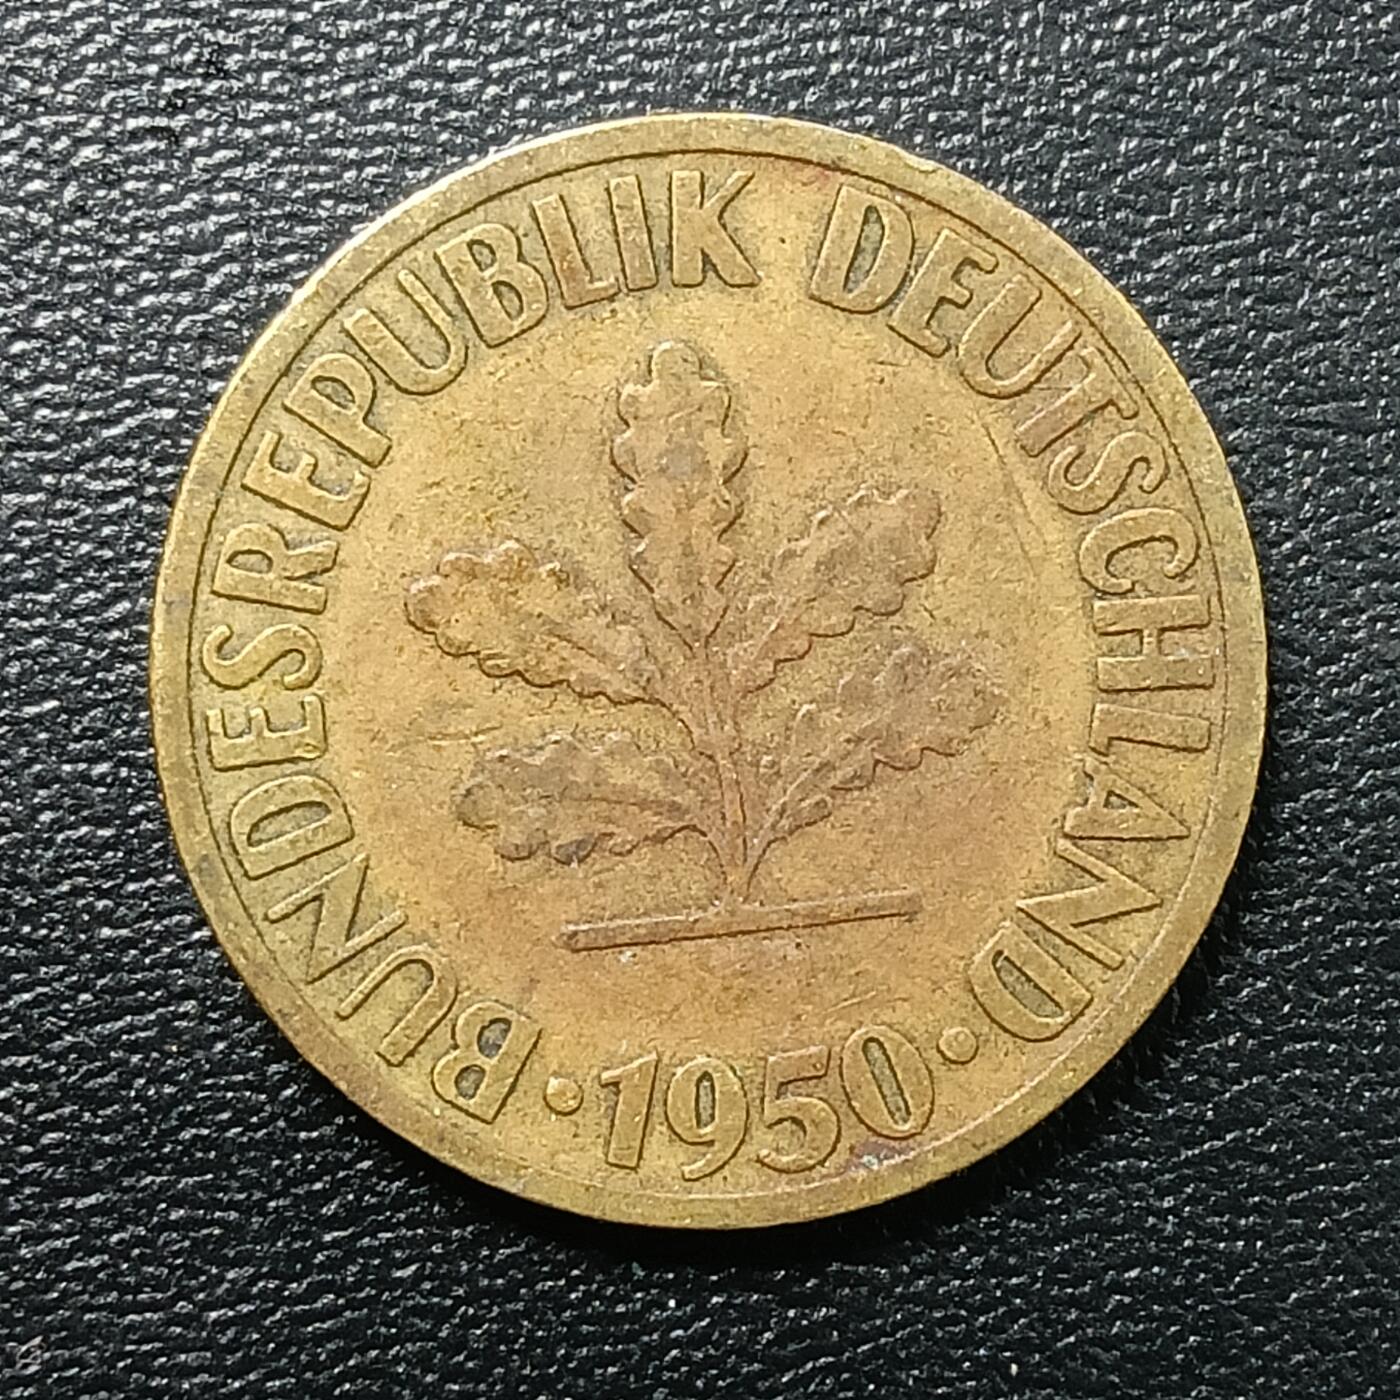 BUNDESREPUBLIK DEUTSCHLAND
· 1950 ·